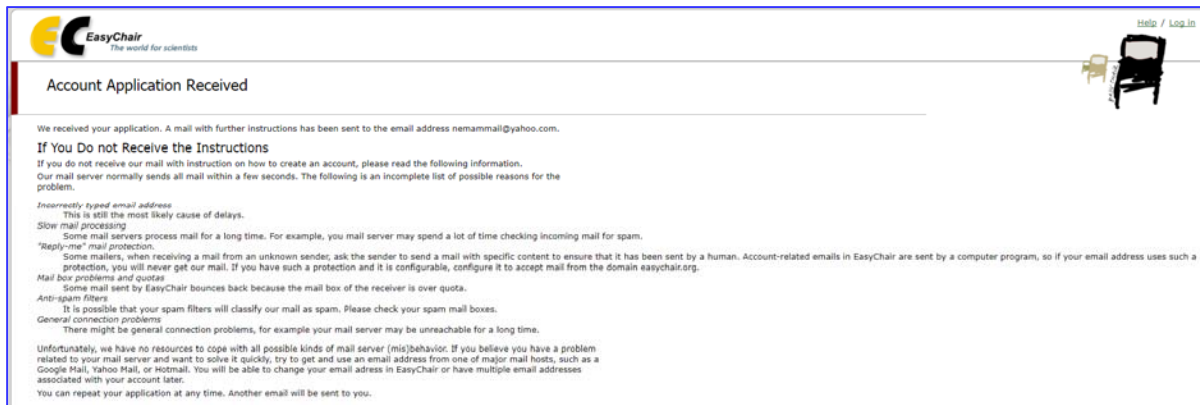 EC EasyChair
The world for scientists
Help / Log in
easy chair
Account Application Received
We received your application. A mail with further instructions has been sent to the email address nemammail@yahoo.com.
If You Do not Receive the Instructions
If you do not receive our mail with instruction on how to create an account, please read the following information.
Our mail server normally sends all mail within a few seconds. The following is an incomplete list of possible reasons for the
problem.
Incorrectly typed email address
This is still the most likely cause of delays.
Slow mail processing
Some mail servers process mail for a long time. For example, you mail server may spend a lot of time checking incoming mail for spam.
"Reply-me" mail protection.
Some mailers, when receiving a mail from an unknown sender, ask the sender to send a mail with specific content to ensure that it has been sent by a human. Account-related emails in EasyChair are sent by a computer program, so if your email address uses such a
protection, you will never get our mail. If you have such a protection and it is configurable, configure it to accept mail from the domain easychair.org.
Mail box problems and quotas
Some mail sent by EasyChair bounces back because the mail box of the receiver is over quota.
Anti-spam filters
It is possible that your spam filters will classify our mail as spam. Please check your spam mail boxes.
General connection problems
There might be general connection problems, for example your mail server may be unreachable for a long time.
Unfortunately, we have no resources to cope with all possible kinds of mail server (mis)behavior. If you believe you have a problem
related to your mail server and want to solve it quickly, try to get and use an email address from one of major mail hosts, such as a
Google Mail, Yahoo Mail, or Hotmail. You will be able to change your email adress in EasyChair or have multiple email addresses
associated with your account later.
You can repeat your application at any time. Another email will be sent to you.